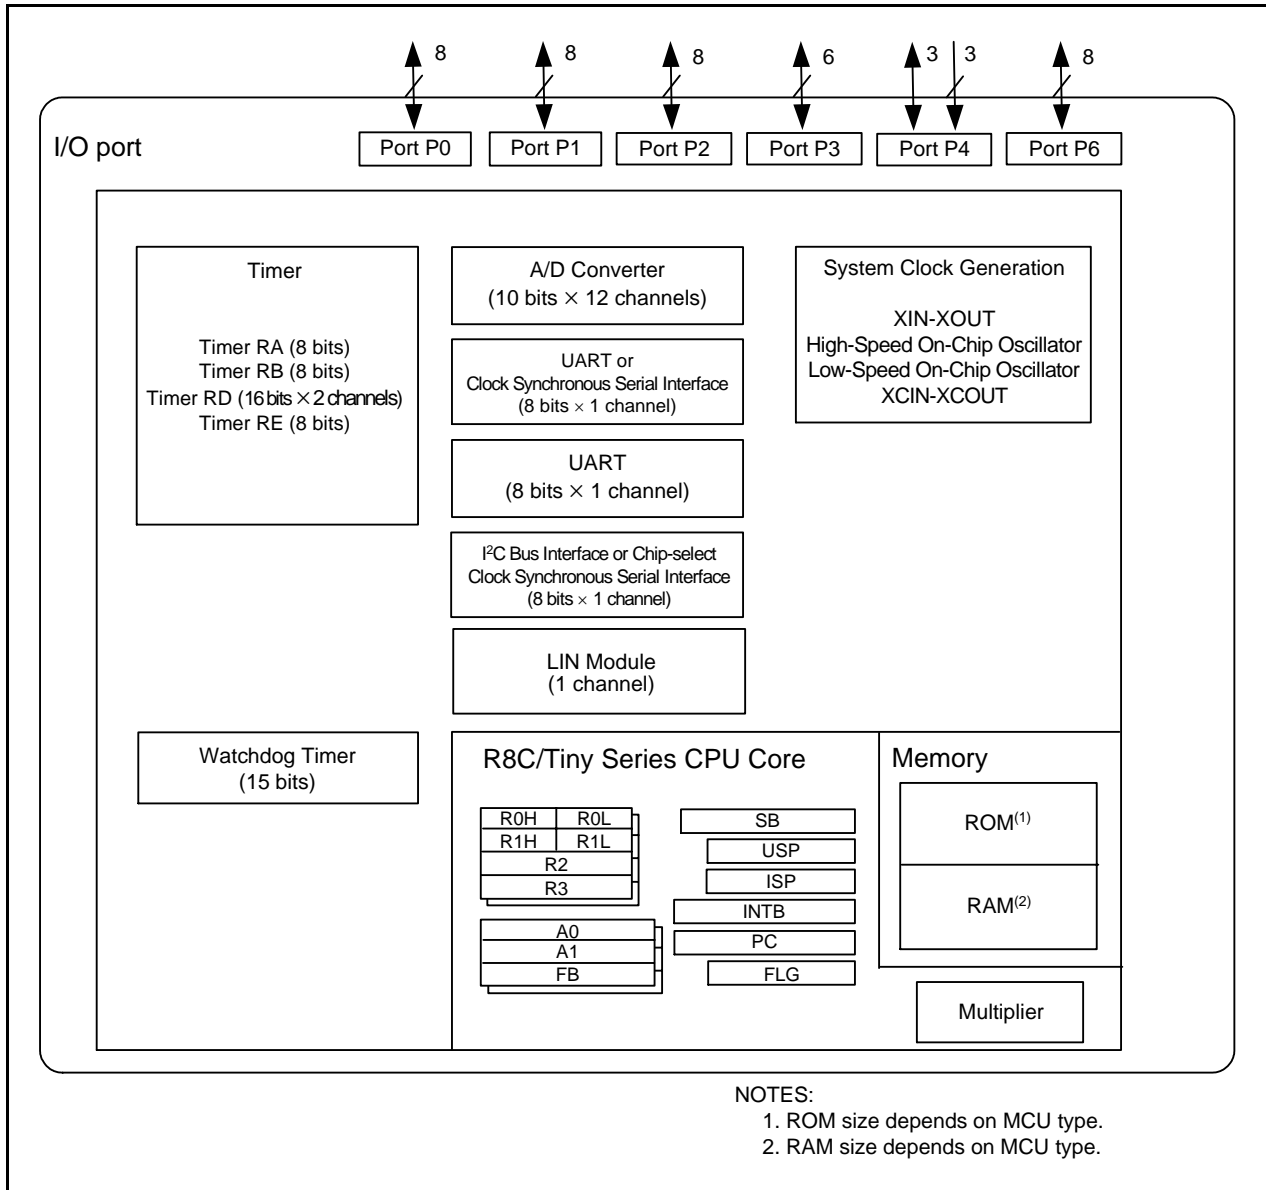 8 8 8 6 3 3 8
I/O port
Port P0 Port P1 Port P2 Port P3 Port P4 Port P6
Timer
Timer RA (8 bits)
Timer RB (8 bits)
Timer RD (16 bits × 2 channels)
Timer RE (8 bits)
A/D Converter
(10 bits × 12 channels)
UART or
Clock Synchronous Serial Interface
(8 bits × 1 channel)
UART
(8 bits × 1 channel)
I²C Bus Interface or Chip-select
Clock Synchronous Serial Interface
(8 bits × 1 channel)
LIN Module
(1 channel)
System Clock Generation
XIN-XOUT
High-Speed On-Chip Oscillator
Low-Speed On-Chip Oscillator
XCIN-XCOUT
Watchdog Timer
(15 bits)
R8C/Tiny Series CPU Core
R0H R0L
R1H R1L
R2
R3
A0
A1
FB
SB
USP
ISP
INTB
PC
FLG
Memory
ROM(1)
RAM(2)
Multiplier
NOTES:
1. ROM size depends on MCU type.
2. RAM size depends on MCU type.